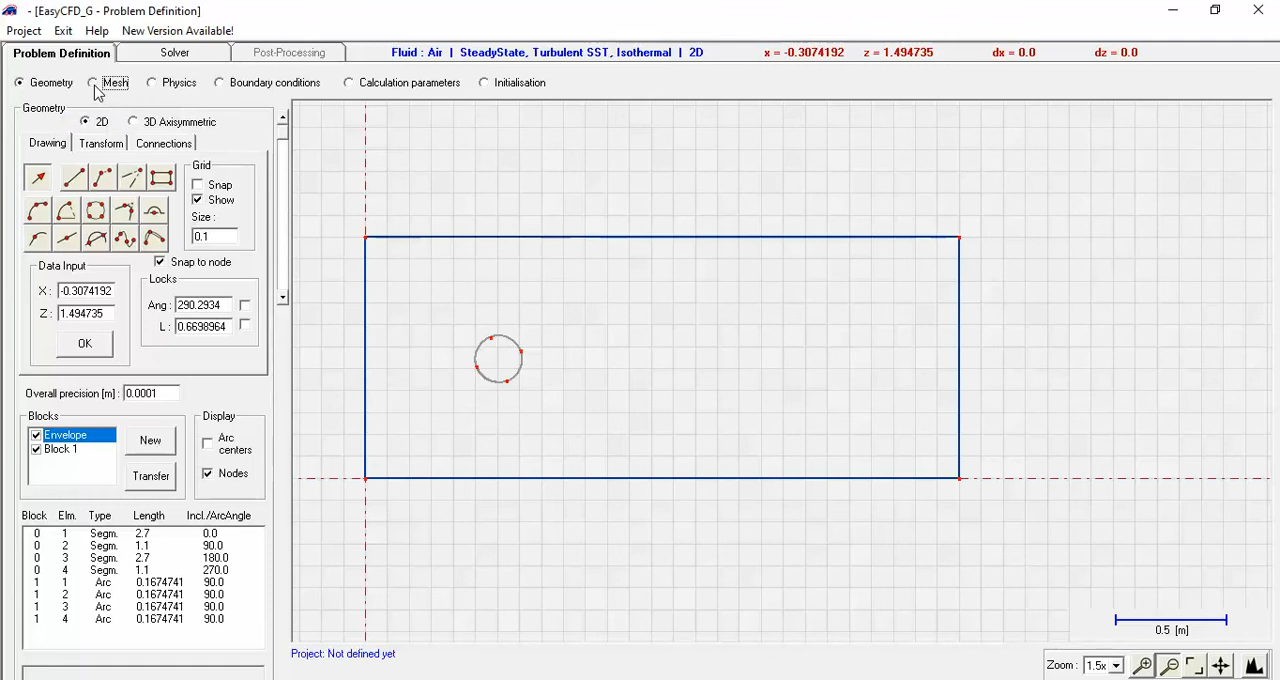 - [EasyCFD_G - Problem Definition]
Project Exit Help New Version Available!
Problem Definition Solver Post-Processing Fluid : Air | SteadyState, Turbulent SST, Isothermal | 2D x = -0.3074192 z = 1.494735 dx = 0.0 dz = 0.0
Geometry Mesh Physics Boundary conditions Calculation parameters Initialisation
Geometry
2D 3D Axisymmetric
Drawing Transform Connections
Grid
Snap
Show
Size :
0.1
Snap to node
Data Input
X : -0.3074192
Z : 1.494735
OK
Locks
Ang : 290.2934
L : 0.6698964
Overall precision [m] : 0.0001
Blocks
Envelope
Block 1
New
Transfer
Display
Arc centers
Nodes
Block Elm. Type Length Incl./ArcAngle
0 1 Segm. 2.7 0.0
0 2 Segm. 1.1 90.0
0 3 Segm. 2.7 180.0
0 4 Segm. 1.1 270.0
1 1 Arc 0.1674741 90.0
1 2 Arc 0.1674741 90.0
1 3 Arc 0.1674741 90.0
1 4 Arc 0.1674741 90.0
0.5 [m]
Project: Not defined yet
Zoom : 1.5x